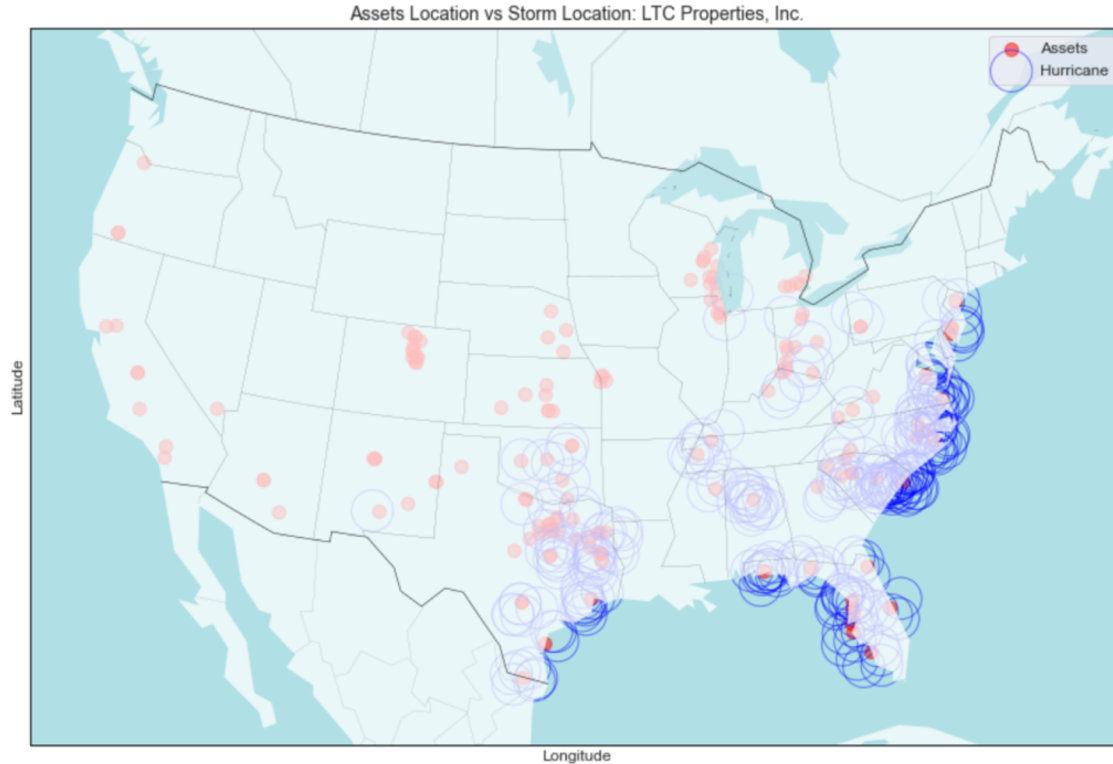 Assets Location vs Storm Location: LTC Properties, Inc.
Assets
Hurricane
Latitude
Longitude